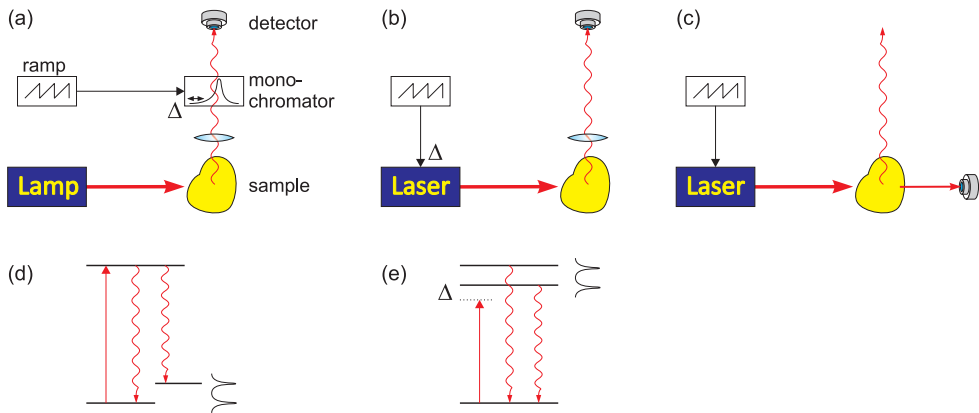 (a)
detector
ramp
mono-
chromator
Δ
Lamp
sample
(b)
Δ
Laser
(c)
Laser
(d)
(e)
Δ